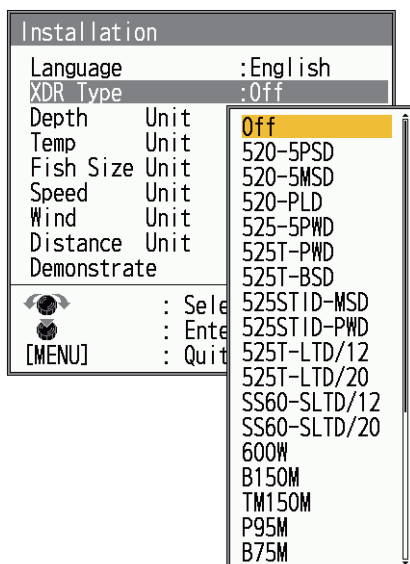 Installation
Language :English
XDR Type :Off
Depth Unit
Temp Unit
Fish Size Unit
Speed Unit
Wind Unit
Distance Unit
Demonstrate
: Sele
: Ente
[MENU] : Quit
Off
520-5PSD
520-5MSD
520-PLD
525-5PWD
525T-PWD
525T-BSD
525STID-MSD
525STID-PWD
525T-LTD/12
525T-LTD/20
SS60-SLTD/12
SS60-SLTD/20
600W
B150M
TM150M
P95M
B75M